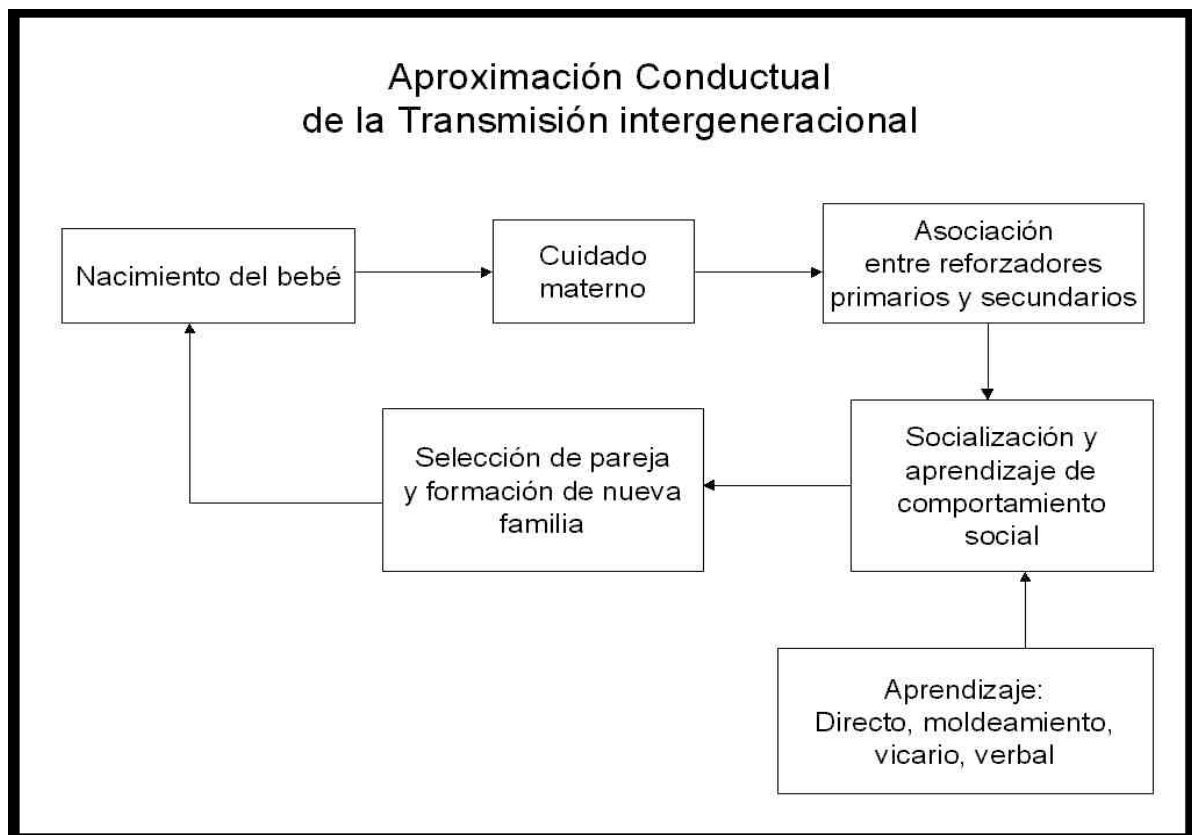 Aproximación Conductual
de la Transmisión intergeneracional
Nacimiento del bebé
Cuidado
materno
Asociación
entre reforzadores
primarios y secundarios
Selección de pareja
y formación de nueva
familia
Socialización y
aprendizaje de
comportamiento
social
Aprendizaje:
Directo, moldeamiento,
vicario, verbal